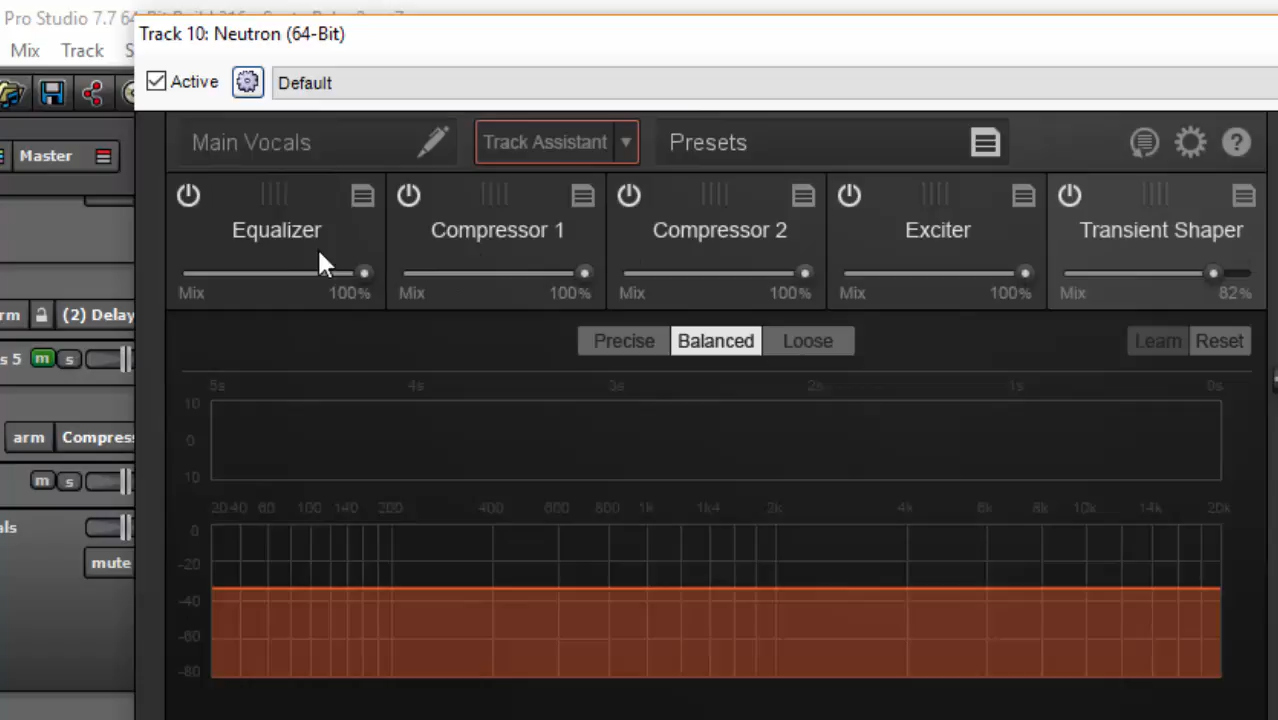 Pro Studio 7.7 64
Mix Track S
Track 10: Neutron (64-Bit)
Active Default
Master
Main Vocals Track Assistant Presets
Equalizer Compressor 1 Compressor 2 Exciter Transient Shaper
Mix 100% Mix 100% Mix 100% Mix 100% Mix 82%
rm (2) Delay
Precise Balanced Loose Learn Reset
s 5 m s
5s 4s 3s 2s 1s 0s
10
0
10
arm Compress
m s
20 40 60 100 140 200 400 600 800 1k 1k4 2k 4k 6k 8k 10k 14k 20k
als
0
-20
mute
-40
-60
-80